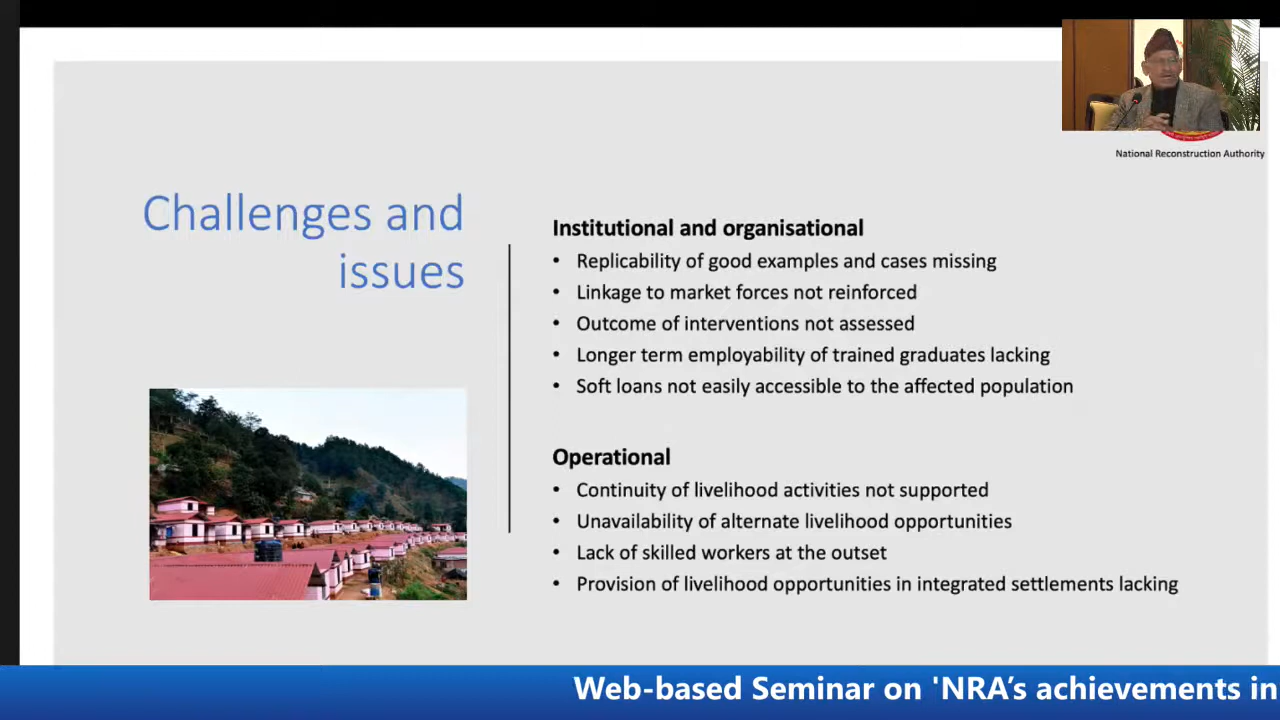 National Reconstruction Authority
Challenges and
issues
Institutional and organisational
• Replicability of good examples and cases missing
• Linkage to market forces not reinforced
• Outcome of interventions not assessed
• Longer term employability of trained graduates lacking
• Soft loans not easily accessible to the affected population
Operational
• Continuity of livelihood activities not supported
• Unavailability of alternate livelihood opportunities
• Lack of skilled workers at the outset
• Provision of livelihood opportunities in integrated settlements lacking
Web-based Seminar on 'NRA’s achievements in